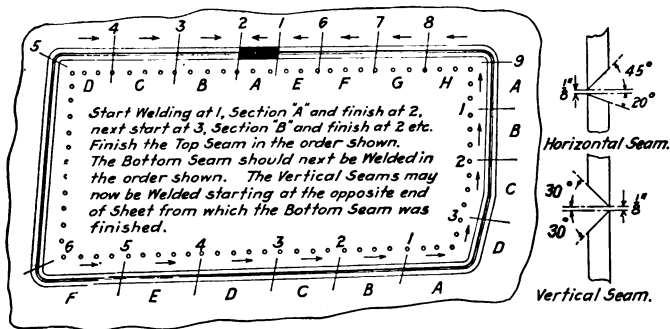 4 3 2 1 6 7 8
5 9
D C B A E F G H A
Start Welding at 1, Section "A" and finish at 2,
next start at 3, Section "B" and finish at 2 etc.
Finish the Top Seam in the order shown.
The Bottom Seam should next be Welded in
the order shown. The Vertical Seams may
now be Welded starting at the opposite end
of Sheet from which the Bottom Seam was
finished.
1
B
2
C
3
D
6 5 4 3 2 1
F E D C B A
45°
1/8"
20°
Horizontal Seam.
30°
1/8"
30°
Vertical Seam.